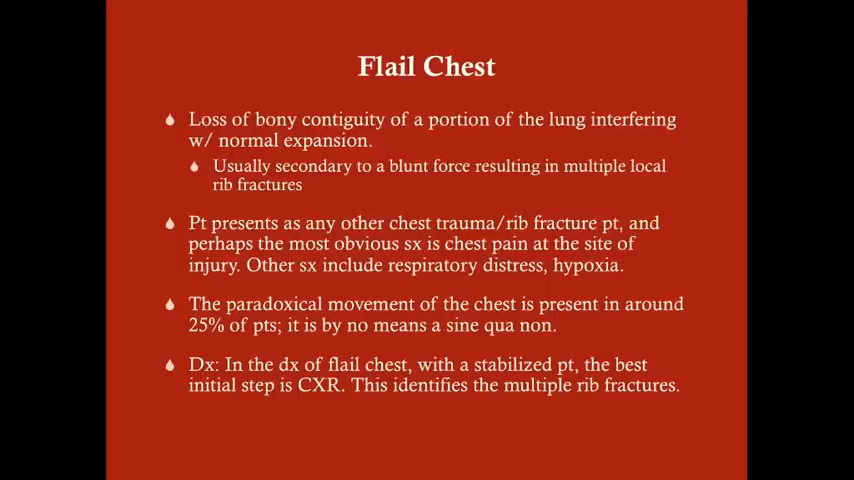 Flail Chest
Loss of bony contiguity of a portion of the lung interfering
w/ normal expansion.
Usually secondary to a blunt force resulting in multiple local
rib fractures
Pt presents as any other chest trauma/rib fracture pt, and
perhaps the most obvious sx is chest pain at the site of
injury. Other sx include respiratory distress, hypoxia.
The paradoxical movement of the chest is present in around
25% of pts; it is by no means a sine qua non.
Dx: In the dx of flail chest, with a stabilized pt, the best
initial step is CXR. This identifies the multiple rib fractures.